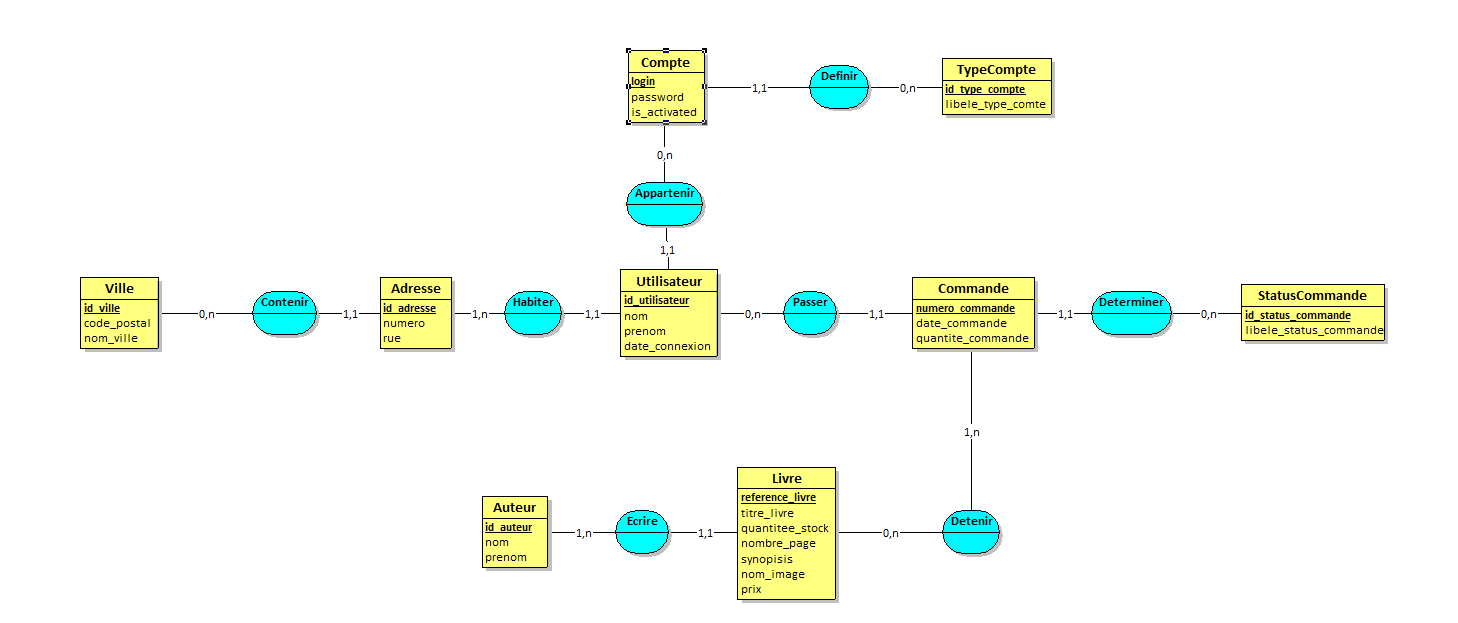 Compte
login
password
is_activated
1,1
Definir
0,n
TypeCompte
id_type_compte
libele_type_comte
0,n
Appartenir
1,1
Ville
id_ville
code_postal
nom_ville
0,n
Contenir
1,1
Adresse
id_adresse
numero
rue
1,n
Habiter
1,1
Utilisateur
id_utilisateur
nom
prenom
date_connexion
0,n
Passer
1,1
Commande
numero_commande
date_commande
quantite_commande
1,1
Determiner
0,n
StatusCommande
id_status_commande
libele_status_commande
1,n
Auteur
id_auteur
nom
prenom
1,n
Ecrire
1,1
Livre
reference_livre
titre_livre
quantitee_stock
nombre_page
synopisis
nom_image
prix
0,n
Detenir